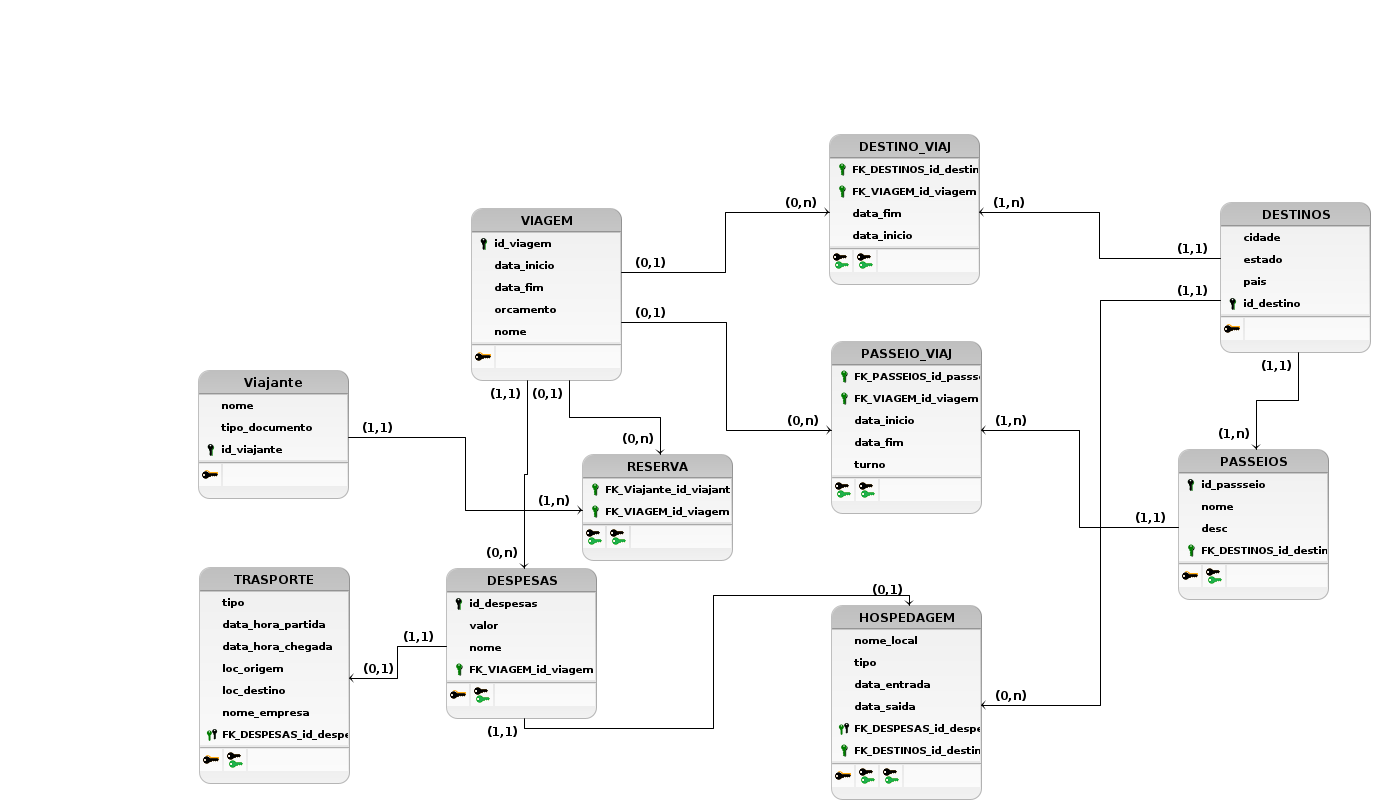 DESTINO_VIAJ
FK_DESTINOS_id_destin
FK_VIAGEM_id_viagem
data_fim
data_inicio
(0,n)
(1,n)
VIAGEM
id_viagem
data_inicio
data_fim
orcamento
nome
(0,1)
(0,1)
(1,1)
(0,1)
DESTINOS
cidade
estado
pais
id_destino
(1,1)
(1,1)
(1,1)
PASSEIO_VIAJ
FK_PASSEIOS_id_passs
FK_VIAGEM_id_viagem
data_inicio
data_fim
turno
(0,n)
(1,n)
Viajante
nome
tipo_documento
id_viajante
(1,1)
(0,n)
(1,n)
RESERVA
FK_Viajante_id_viajant
FK_VIAGEM_id_viagem
(1,n)
PASSEIOS
id_passseio
nome
desc
FK_DESTINOS_id_destin
(1,1)
TRASPORTE
tipo
data_hora_partida
data_hora_chegada
loc_origem
loc_destino
nome_empresa
FK_DESPESAS_id_despe
(0,1)
(1,1)
(0,n)
DESPESAS
id_despesas
valor
nome
FK_VIAGEM_id_viagem
(1,1)
(0,1)
HOSPEDAGEM
nome_local
tipo
data_entrada
data_saida
FK_DESPESAS_id_despe
FK_DESTINOS_id_destin
(0,n)